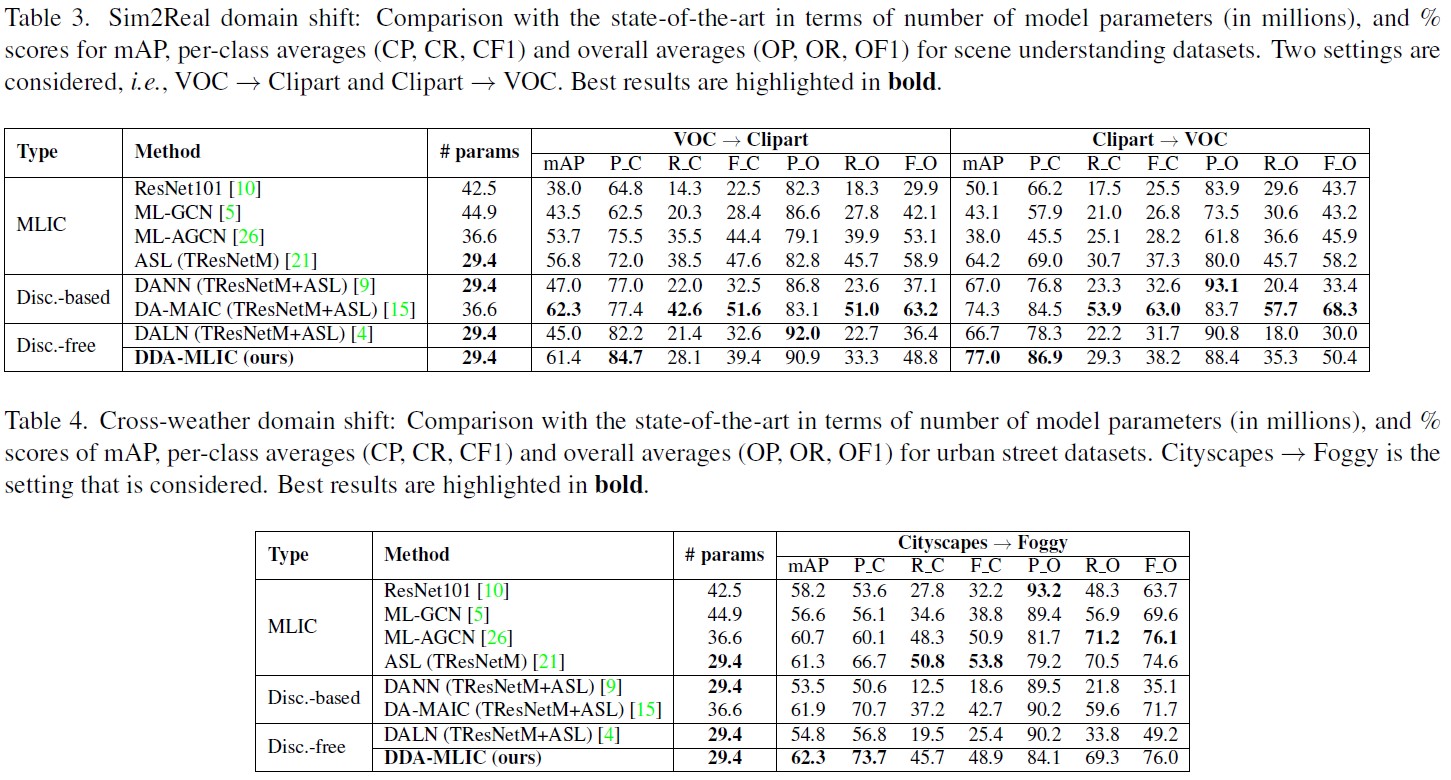 Table 3. Sim2Real domain shift: Comparison with the state-of-the-art in terms of number of model parameters (in millions), and %
scores for mAP, per-class averages (CP, CR, CF1) and overall averages (OP, OR, OF1) for scene understanding datasets. Two settings are
considered, i.e., VOC → Clipart and Clipart → VOC. Best results are highlighted in bold.
Type Method # params VOC → Clipart Clipart → VOC
mAP P_C R_C F_C P_O R_O F_O mAP P_C R_C F_C P_O R_O F_O
MLIC
ResNet101 [10] 42.5 38.0 64.8 14.3 22.5 82.3 18.3 29.9 50.1 66.2 17.5 25.5 83.9 29.6 43.7
ML-GCN [5] 44.9 43.5 62.5 20.3 28.4 86.6 27.8 42.1 43.1 57.9 21.0 26.8 73.5 30.6 43.2
ML-AGCN [26] 36.6 53.7 75.5 35.5 44.4 79.1 39.9 53.1 38.0 45.5 25.1 28.2 61.8 36.6 45.9
ASL (TResNetM) [21] 29.4 56.8 72.0 38.5 47.6 82.8 45.7 58.9 64.2 69.0 30.7 37.3 80.0 45.7 58.2
Disc.-based
DANN (TResNetM+ASL) [9] 29.4 47.0 77.0 22.0 32.5 86.8 23.6 37.1 67.0 76.8 23.3 32.6 93.1 20.4 33.4
DA-MAIC (TResNetM+ASL) [15] 36.6 62.3 77.4 42.6 51.6 83.1 51.0 63.2 74.3 84.5 53.9 63.0 83.7 57.7 68.3
Disc.-free
DALN (TResNetM+ASL) [4] 29.4 45.0 82.2 21.4 32.6 92.0 22.7 36.4 66.7 78.3 22.2 31.7 90.8 18.0 30.0
DDA-MLIC (ours) 29.4 61.4 84.7 28.1 39.4 90.9 33.3 48.8 77.0 86.9 29.3 38.2 88.4 35.3 50.4
Table 4. Cross-weather domain shift: Comparison with the state-of-the-art in terms of number of model parameters (in millions), and %
scores of mAP, per-class averages (CP, CR, CF1) and overall averages (OP, OR, OF1) for urban street datasets. Cityscapes → Foggy is the
setting that is considered. Best results are highlighted in bold.
Type Method # params Cityscapes → Foggy
mAP P_C R_C F_C P_O R_O F_O
MLIC
ResNet101 [10] 42.5 58.2 53.6 27.8 32.2 93.2 48.3 63.7
ML-GCN [5] 44.9 56.6 56.1 34.6 38.8 89.4 56.9 69.6
ML-AGCN [26] 36.6 60.7 60.1 48.3 50.9 81.7 71.2 76.1
ASL (TResNetM) [21] 29.4 61.3 66.7 50.8 53.8 79.2 70.5 74.6
Disc.-based
DANN (TResNetM+ASL) [9] 29.4 53.5 50.6 12.5 18.6 89.5 21.8 35.1
DA-MAIC (TResNetM+ASL) [15] 36.6 61.9 70.7 37.2 42.7 90.2 59.6 71.7
Disc.-free
DALN (TResNetM+ASL) [4] 29.4 54.8 56.8 19.5 25.4 90.2 33.8 49.2
DDA-MLIC (ours) 29.4 62.3 73.7 45.7 48.9 84.1 69.3 76.0